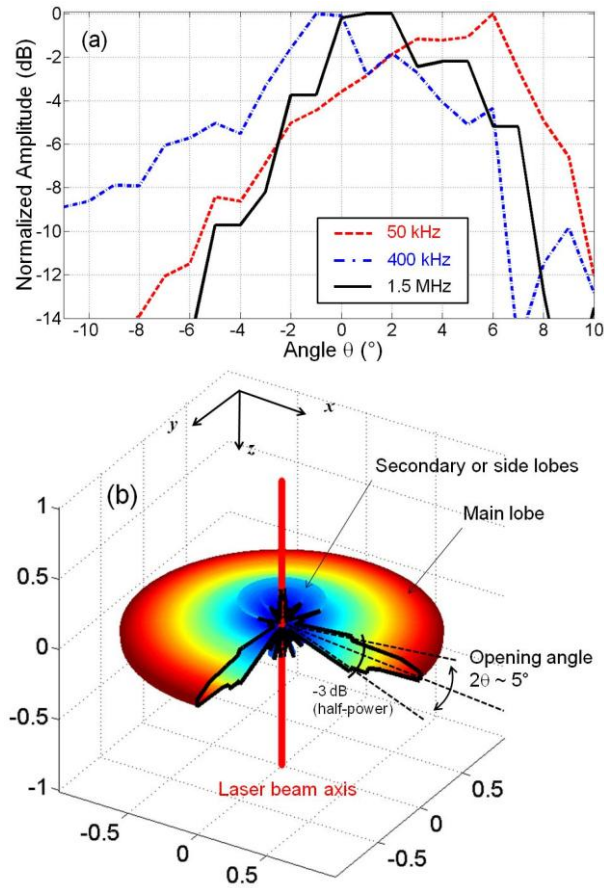 (a)
Normalized Amplitude (dB)
0
-2
-4
-6
-8
-10
-12
-14
50 kHz
400 kHz
1.5 MHz
-10 -8 -6 -4 -2 0 2 4 6 8 10
Angle θ (°)
(b)
x
y
z
Secondary or side lobes
Main lobe
1
0.5
0
-0.5
-1
Opening angle
2θ ~ 5°
-3 dB
(half-power)
Laser beam axis
-0.5
0
0.5
-0.5
0
0.5